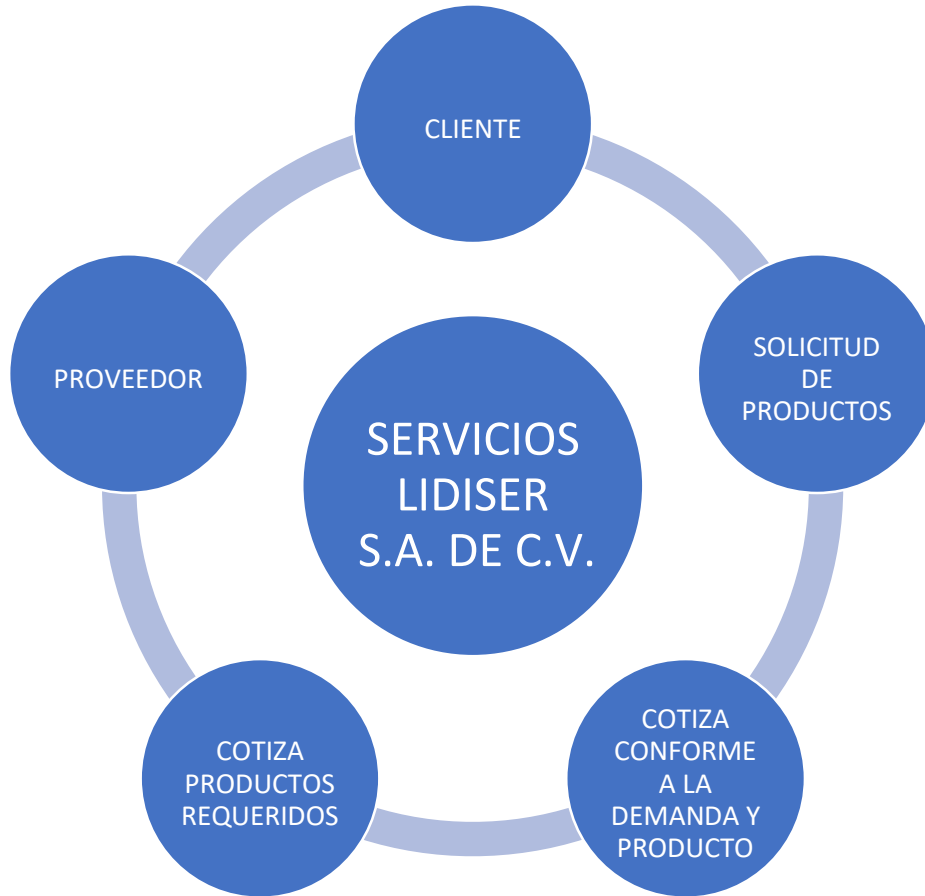 CLIENTE
SOLICITUD
DE
PRODUCTOS
COTIZA
CONFORME
A LA
DEMANDA Y
PRODUCTO
COTIZA
PRODUCTOS
REQUERIDOS
PROVEEDOR
SERVICIOS
LIDISER
S.A. DE C.V.